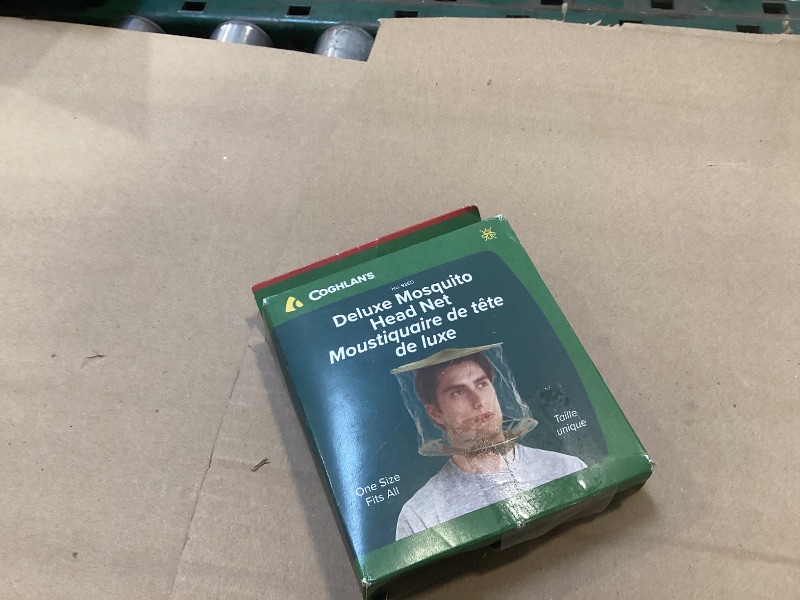 COGHLAN'S
Deluxe Mosquito
Head Net
Moustiquaire de tête
de luxe
Taille
unique
One Size
Fits All